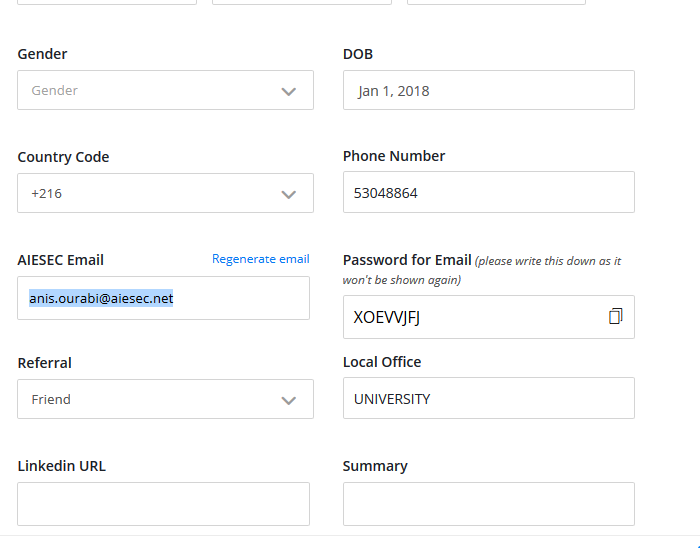 Gender
DOB
Gender
Jan 1, 2018
Country Code
Phone Number
+216
53048864
AIESEC Email
Regenerate email
Password for Email (please write this down as it
won't be shown again)
anis.ourabi@aiesec.net
XOEVVJFJ
Referral
Local Office
Friend
UNIVERSITY
Linkedin URL
Summary